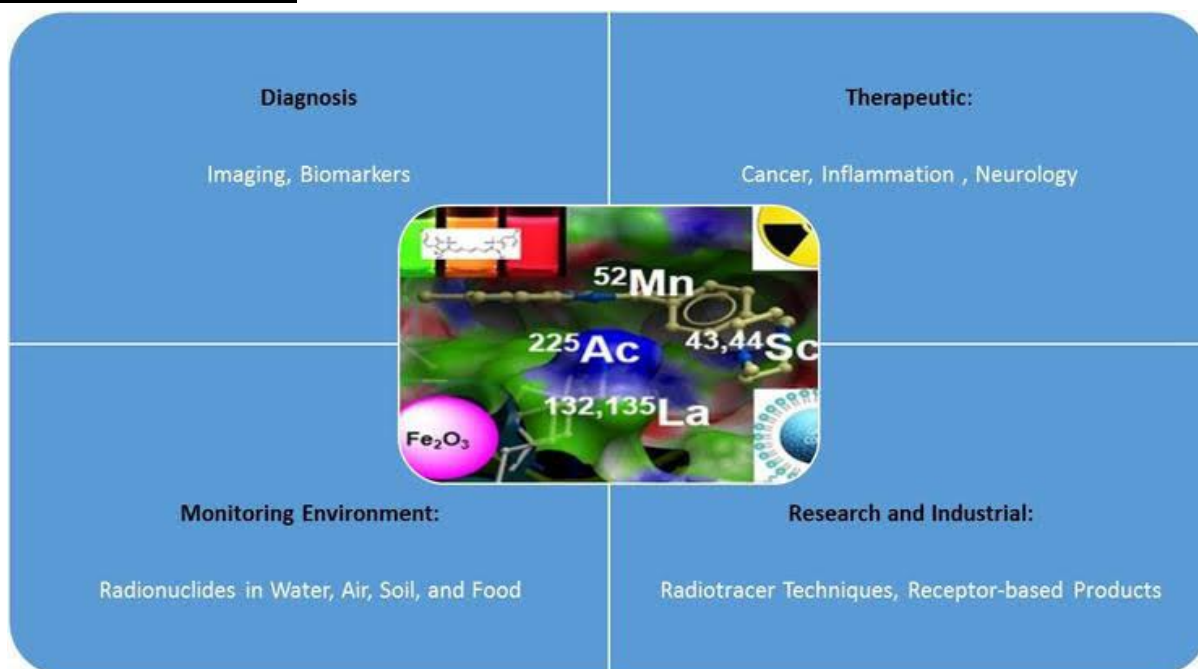 Diagnosis
Imaging, Biomarkers
Therapeutic:
Cancer, Inflammation , Neurology
⁵²Mn
²²⁵Ac
⁴³,⁴⁴Sc
¹³²,¹³⁵La
Fe₂O₃
Monitoring Environment:
Radionuclides in Water, Air, Soil, and Food
Research and Industrial:
Radiotracer Techniques, Receptor-based Products